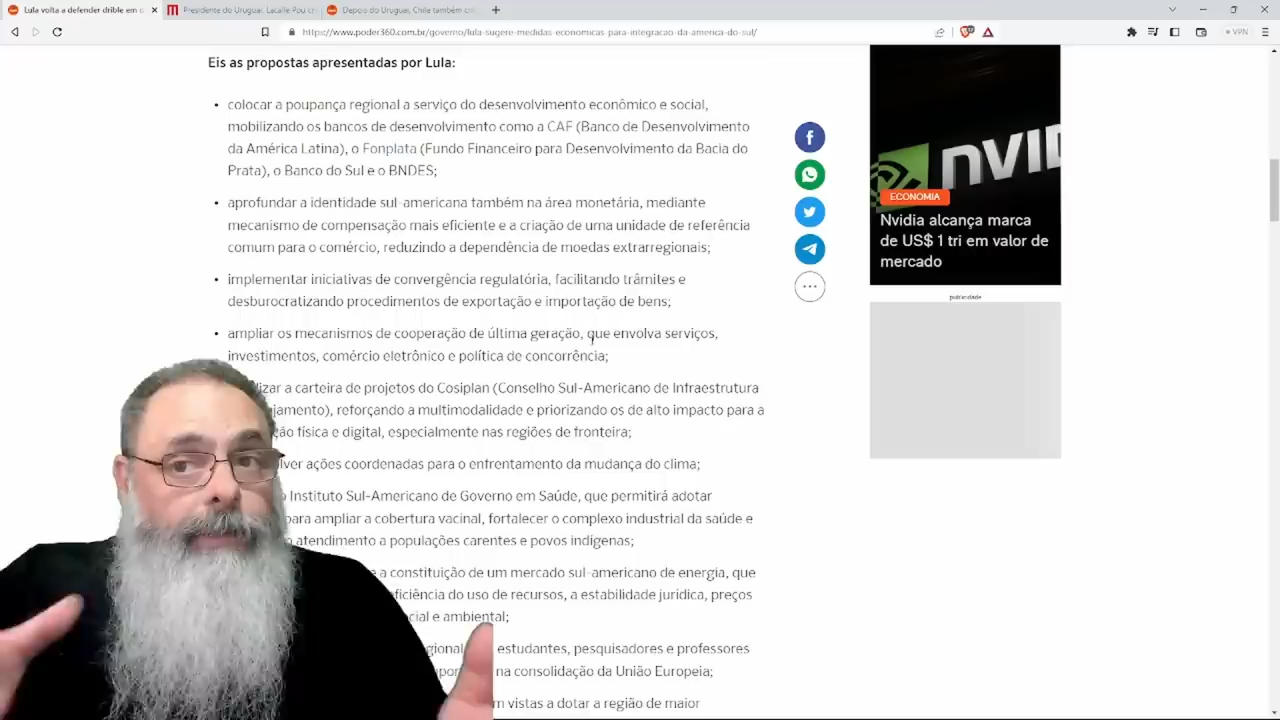 Lula volta a defender drible em d
Presidente do Uruguai, Lacalle Pou cri
Depois do Uruguai, Chile também crit
https://www.poder360.com.br/governo/lula-sugere-medidas-economicas-para-integracao-da-america-do-sul/
VPN
Eis as propostas apresentadas por Lula:
• colocar a poupança regional a serviço do desenvolvimento econômico e social,
mobilizando os bancos de desenvolvimento como a CAF (Banco de Desenvolvimento
da América Latina), o Fonplata (Fundo Financeiro para Desenvolvimento da Bacia do
Prata), o Banco do Sul e o BNDES;
• rofundar a identidade sul-americana também na área monetária, mediante
mecanismo de compensação mais eficiente e a criação de uma unidade de referência
comum para o comércio, reduzindo a dependência de moedas extrarregionais;
• implementar iniciativas de convergência regulatória, facilitando trâmites e
desburocratizando procedimentos de exportação e importação de bens;
• ampliar os mecanismos de cooperação de última geração, que envolva serviços,
investimentos, comércio eletrônico e política de concorrência;
lizar a carteira de projetos do Cosiplan (Conselho Sul-Americano de Infraestrutura
ejamento), reforçando a multimodalidade e priorizando os de alto impacto para a
ção física e digital, especialmente nas regiões de fronteira;
lver ações coordenadas para o enfrentamento da mudança do clima;
o Instituto Sul-Americano de Governo em Saúde, que permitirá adotar
para ampliar a cobertura vacinal, fortalecer o complexo industrial da saúde e
o atendimento a populações carentes e povos indígenas;
e a constituição de um mercado sul-americano de energia, que
eficiência do uso de recursos, a estabilidade jurídica, preços
cial e ambiental;
regional estudantes, pesquisadores e professores
na consolidação da União Europeia;
m vistas a dotar a região de maior
NVID
ECONOMIA
Nvidia alcança marca
de US$ 1 tri em valor de
mercado
publicidade